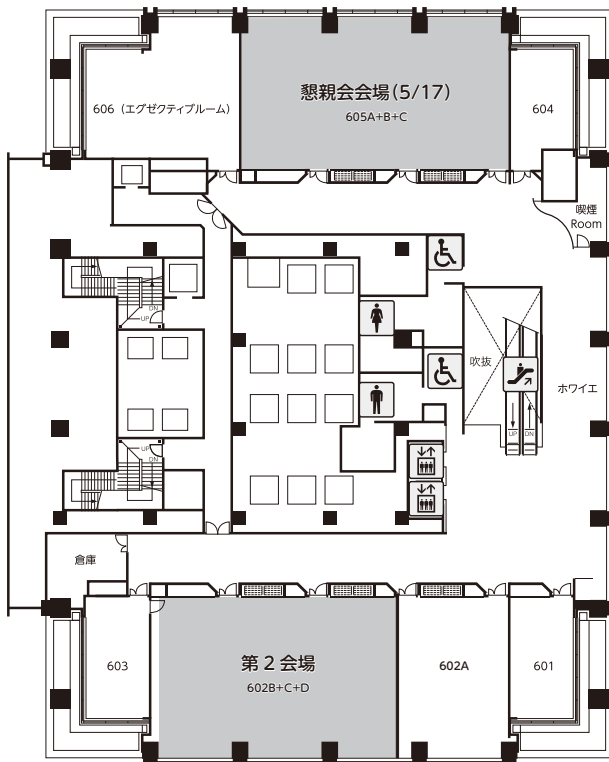 懇親会会場(5/17)
605A+B+C
606 (エグゼクティブルーム)
604
喫煙
Room
DN
UP
吹抜
ホワイエ
UP
DN
UP
DN
倉庫
603
第2会場
602B+C+D
602A
601